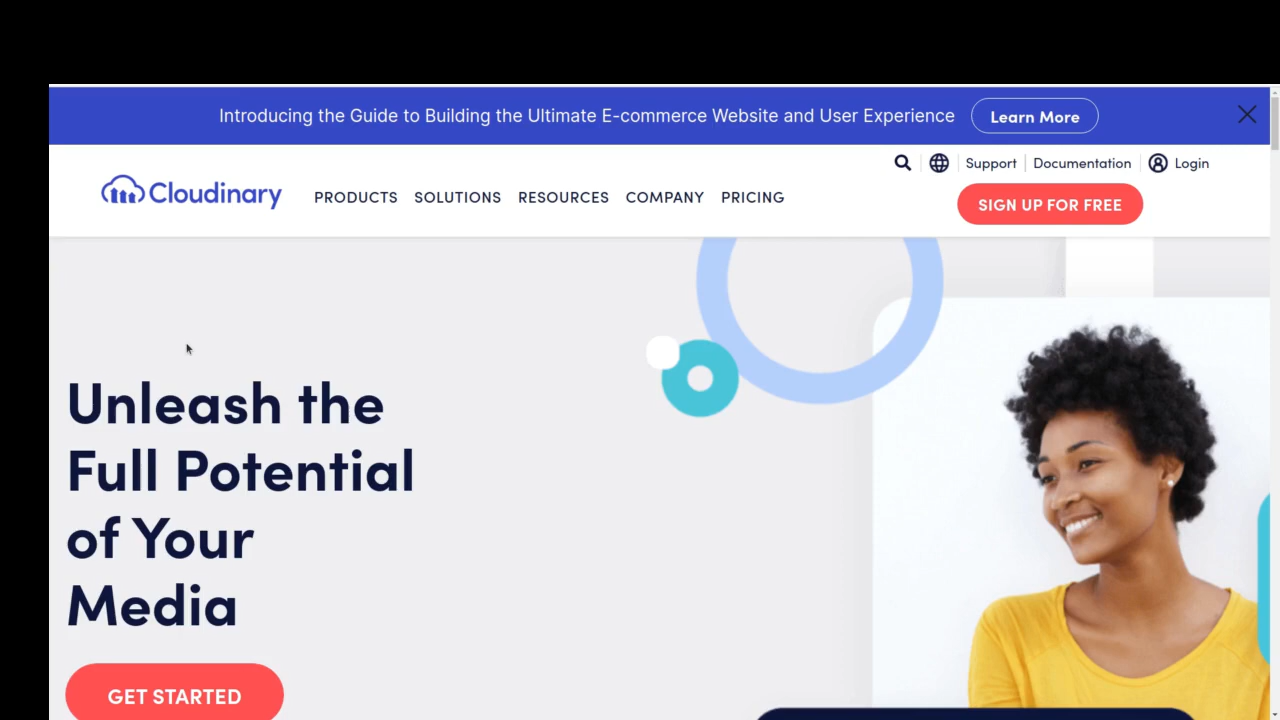 Introducing the Guide to Building the Ultimate E-commerce Website and User Experience
Learn More
Support
Documentation
Login
Cloudinary
PRODUCTS
SOLUTIONS
RESOURCES
COMPANY
PRICING
SIGN UP FOR FREE
Unleash the
Full Potential
of Your
Media
GET STARTED